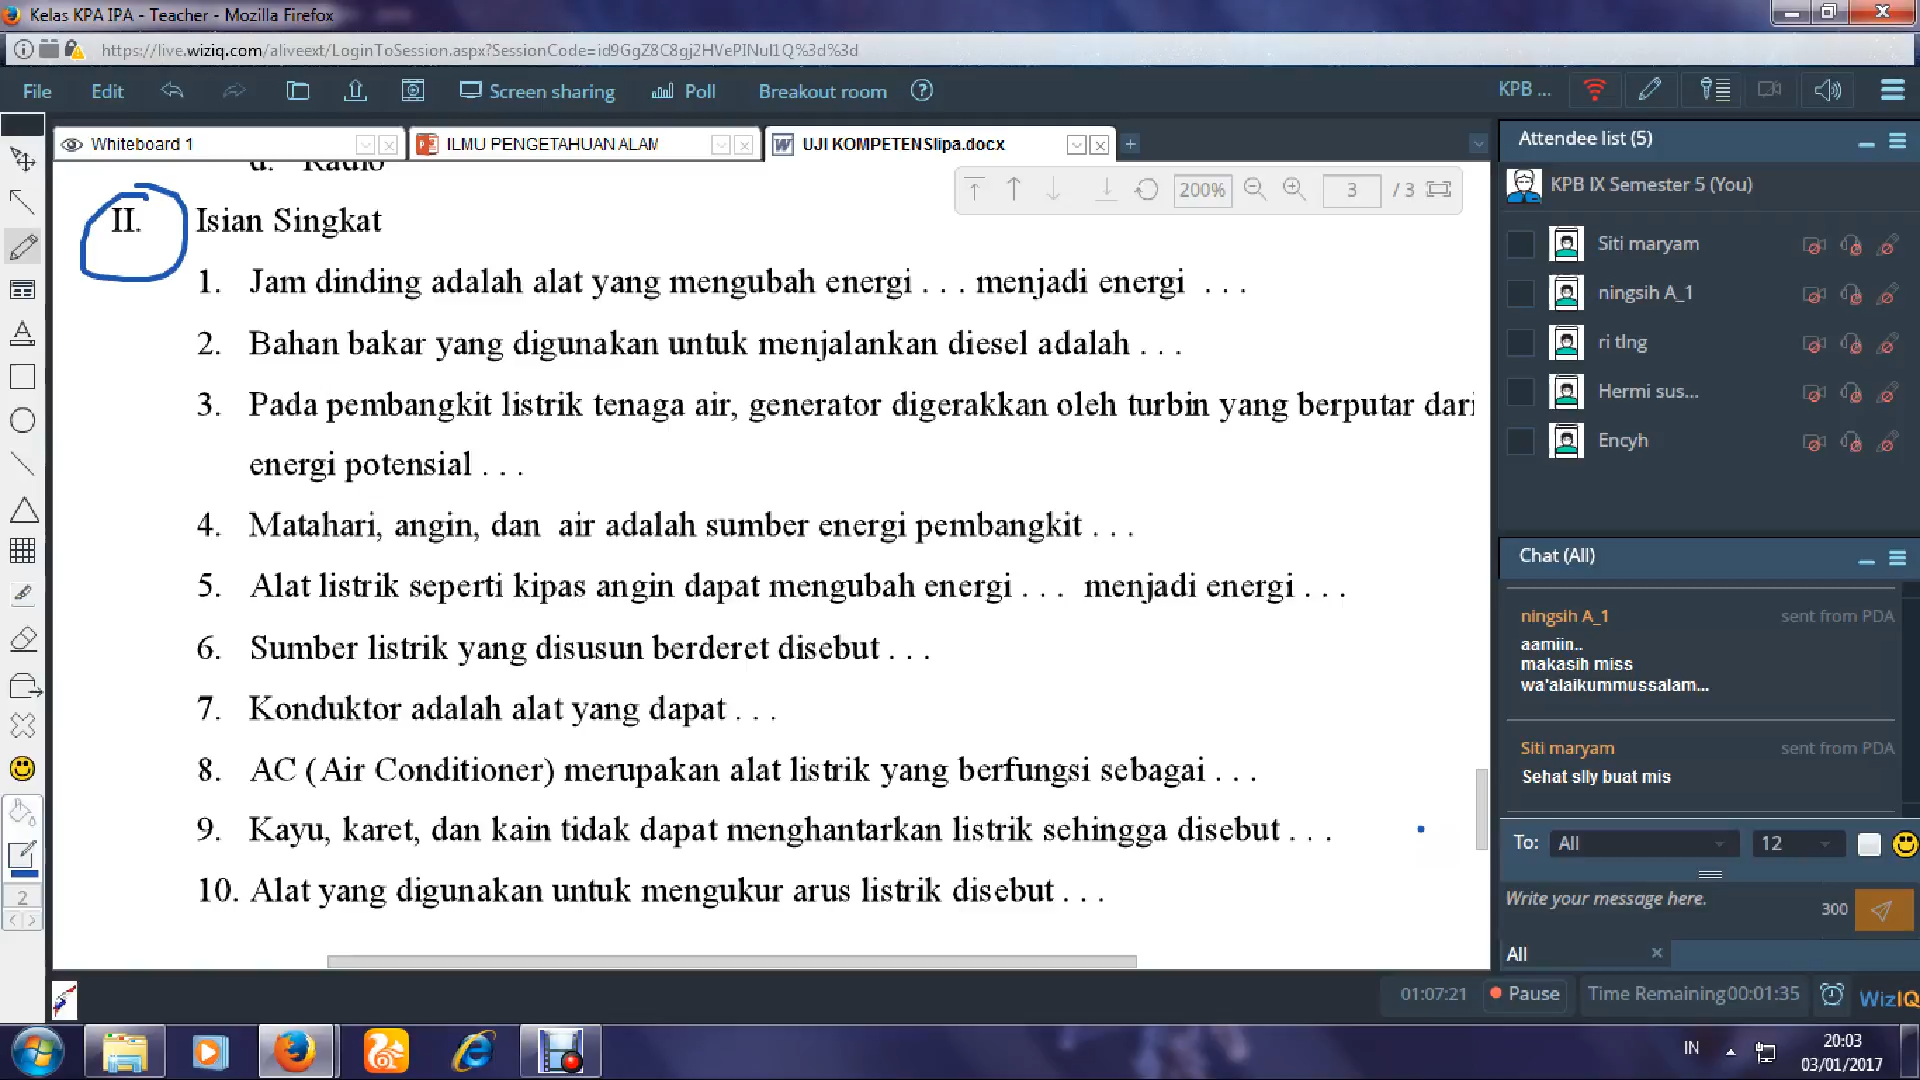 Kelas KPA IPA - Teacher - Mozilla Firefox
https://live.wiziq.com/aliveext/LoginToSession.aspx?SessionCode=id9GgZ8C8gj2HVePINul1Q%3d%3d
File Edit Screen sharing Poll Breakout room ? KPB ...
Whiteboard 1 ILMU PENGETAHUAN ALAM UJI KOMPETENSIipa.docx
Attendee list (5)
d. Radio
200% 3 / 3
KPB IX Semester 5 (You)
II. Isian Singkat
1. Jam dinding adalah alat yang mengubah energi . . . menjadi energi . . .
2. Bahan bakar yang digunakan untuk menjalankan diesel adalah . . .
3. Pada pembangkit listrik tenaga air, generator digerakkan oleh turbin yang berputar dari
energi potensial . . .
4. Matahari, angin, dan air adalah sumber energi pembangkit . . .
5. Alat listrik seperti kipas angin dapat mengubah energi . . . menjadi energi . . .
6. Sumber listrik yang disusun berderet disebut . . .
7. Konduktor adalah alat yang dapat . . .
8. AC (Air Conditioner) merupakan alat listrik yang berfungsi sebagai . . .
9. Kayu, karet, dan kain tidak dapat menghantarkan listrik sehingga disebut . . .
10. Alat yang digunakan untuk mengukur arus listrik disebut . . .
Siti maryam
ningsih A_1
ri tlng
Hermi sus...
Encyh
Chat (All)
ningsih A_1 sent from PDA
aamiin..
makasih miss
wa'alaikummussalam...
Siti maryam sent from PDA
Sehat slly buat mis
To: All 12
Write your message here. 300
All
2
01:07:21 Pause Time Remaining 00:01:35 WizIQ
IN 20:03
03/01/2017